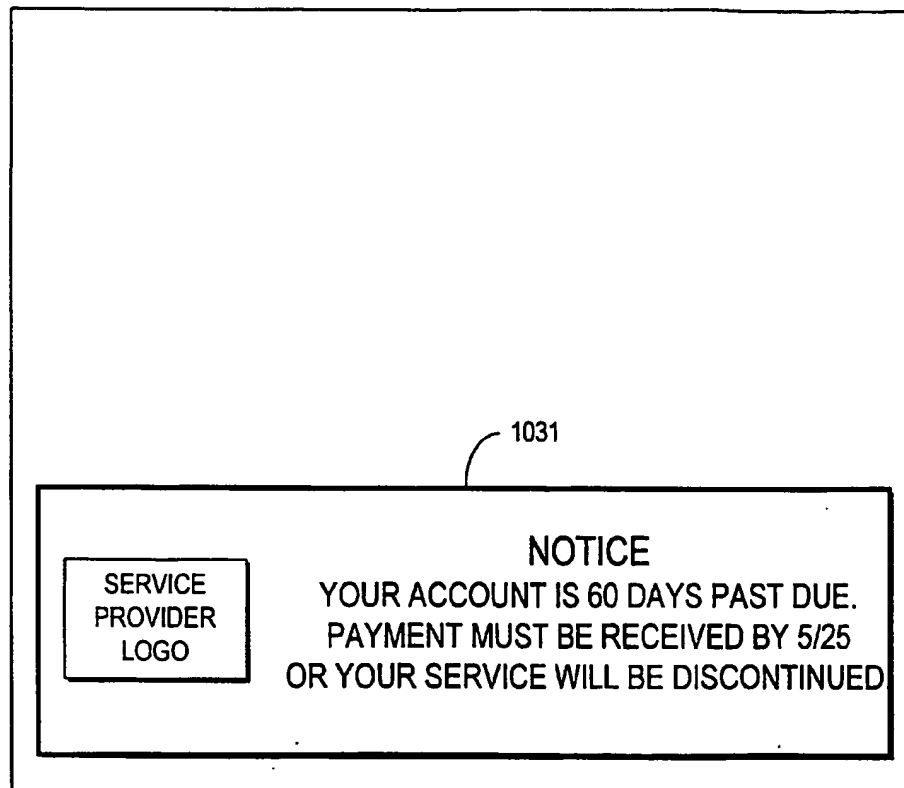 1031
NOTICE
YOUR ACCOUNT IS 60 DAYS PAST DUE.
PAYMENT MUST BE RECEIVED BY 5/25
OR YOUR SERVICE WILL BE DISCONTINUED
SERVICE
PROVIDER
LOGO